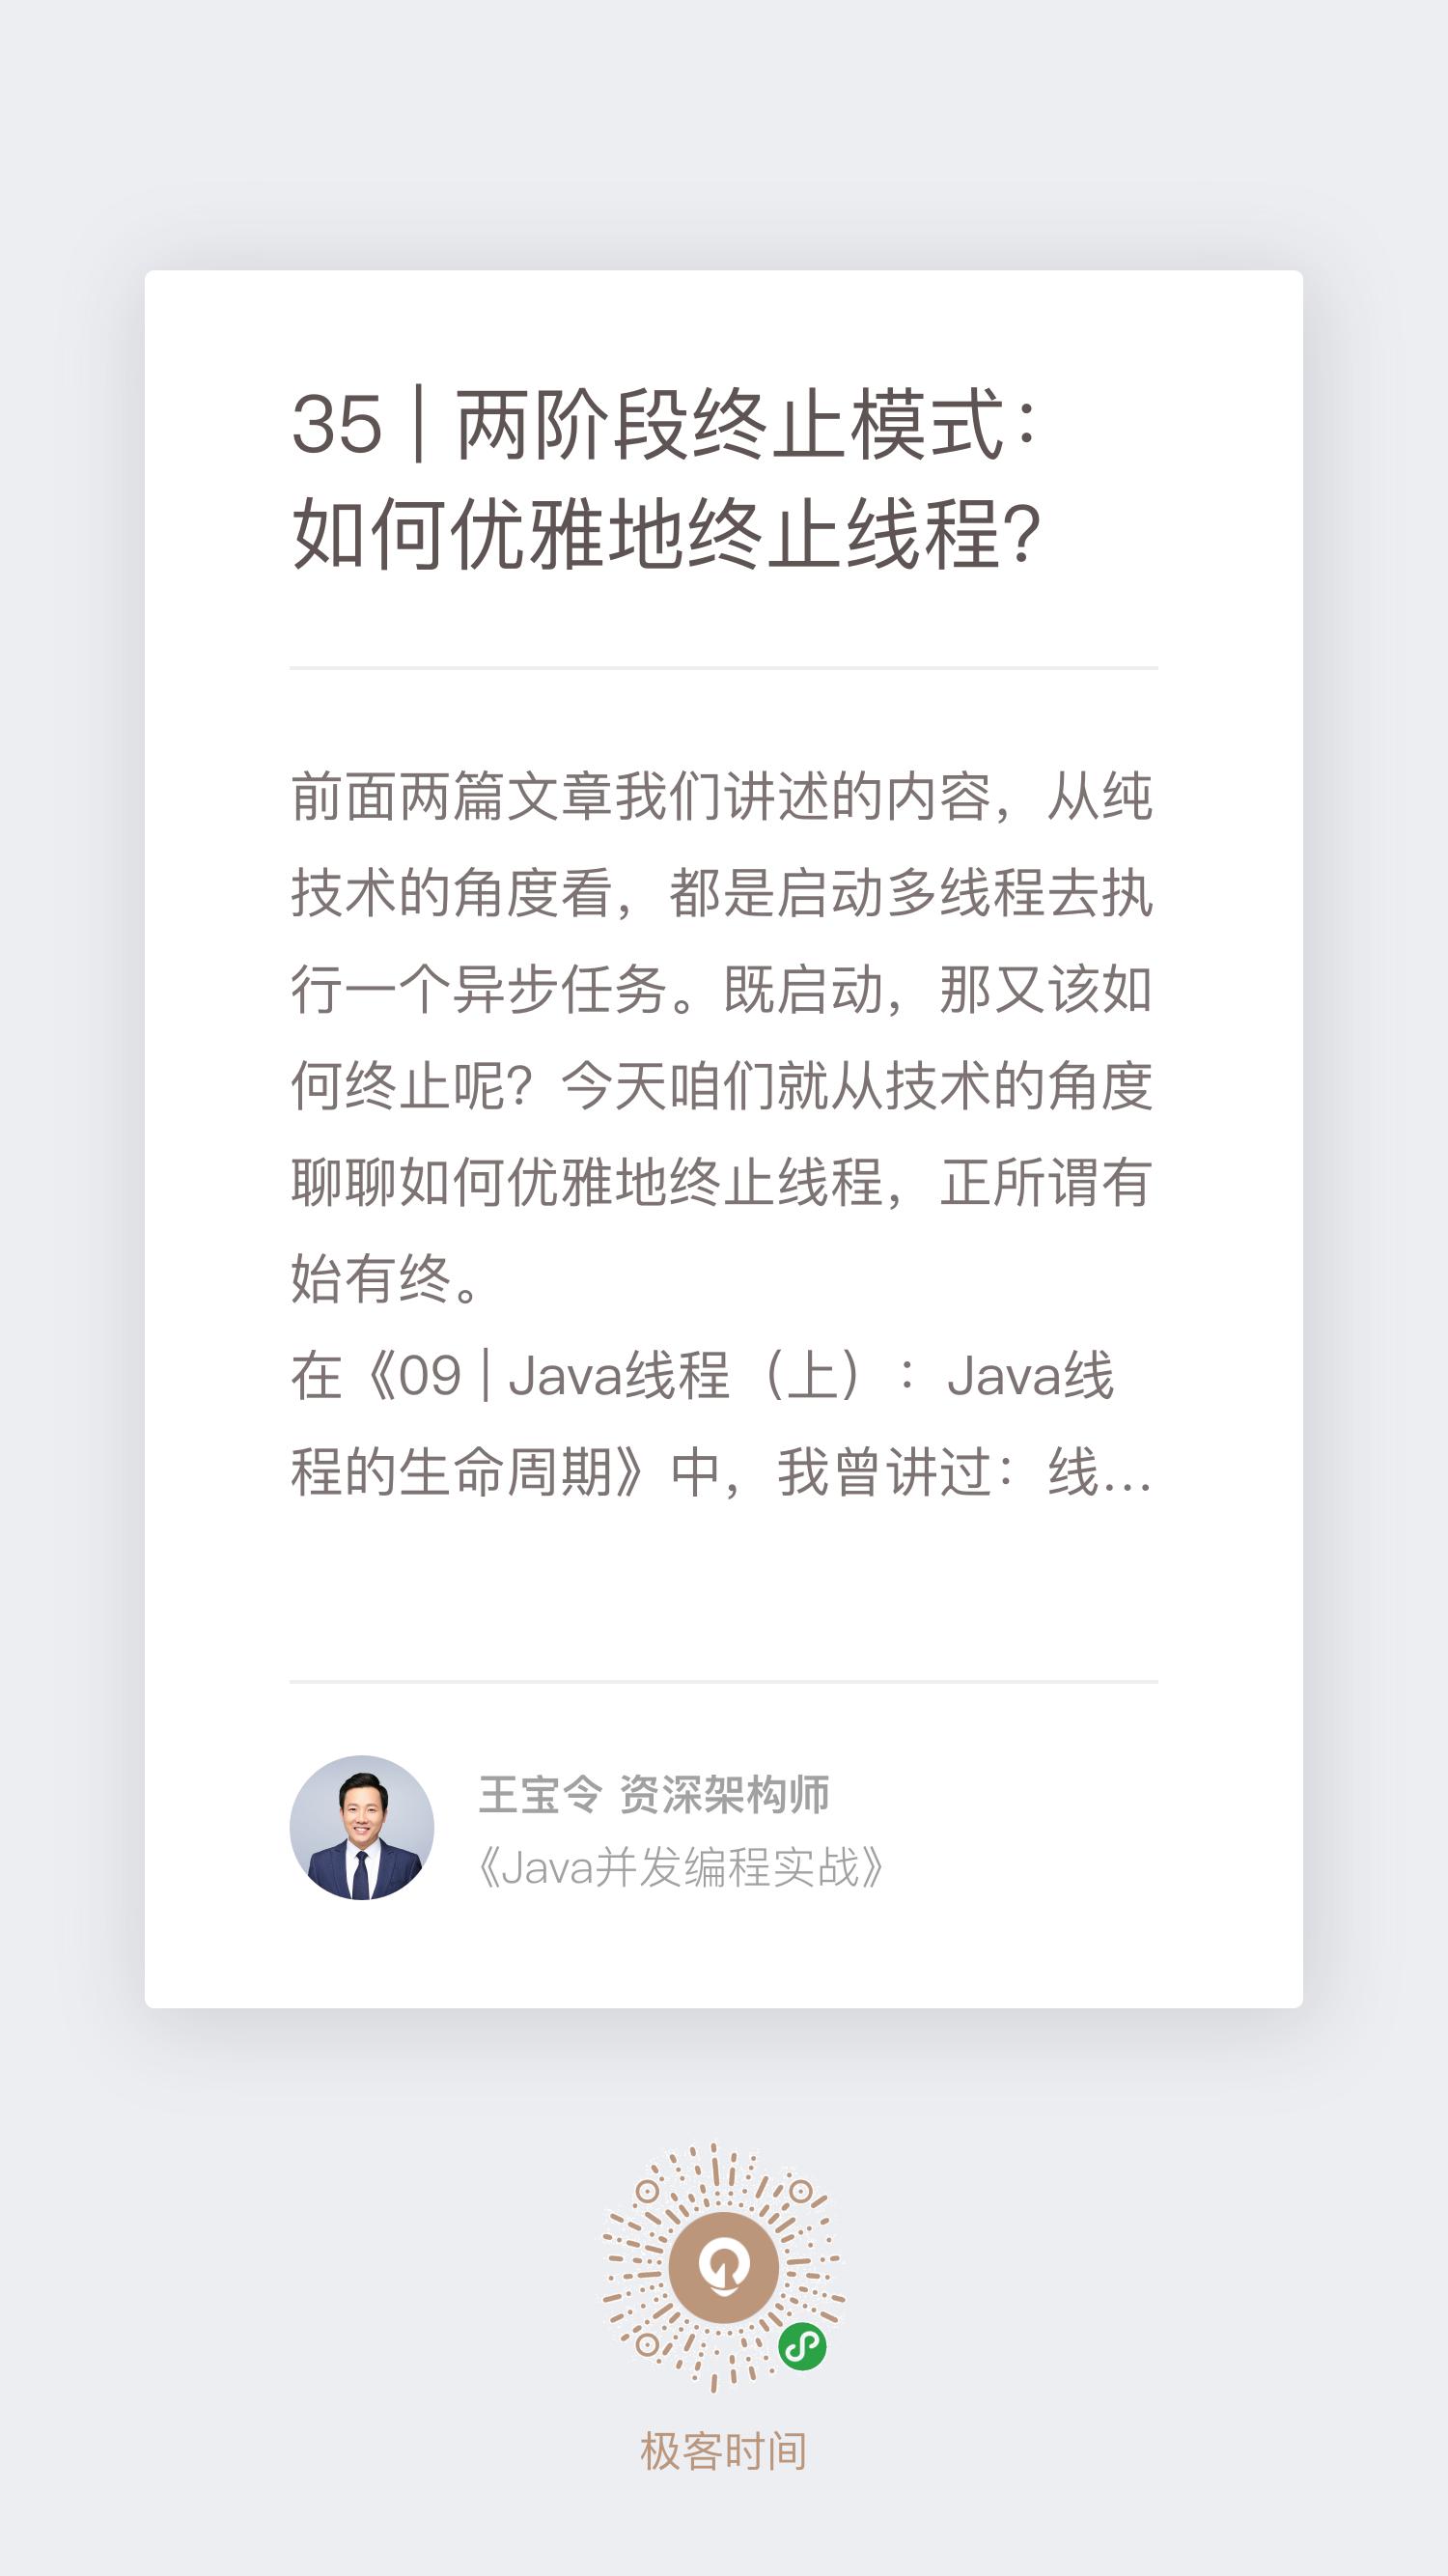 35 | 两阶段终止模式：
如何优雅地终止线程?
前面两篇文章我们讲述的内容，从纯
技术的角度看，都是启动多线程去执
行一个异步任务。既启动，那又该如
何终止呢？今天咱们就从技术的角度
聊聊如何优雅地终止线程，正所谓有
始有终。
在《09 | Java线程（上）：Java线
程的生命周期》中，我曾讲过：线...
王宝令 资深架构师
《Java并发编程实战》
极客时间